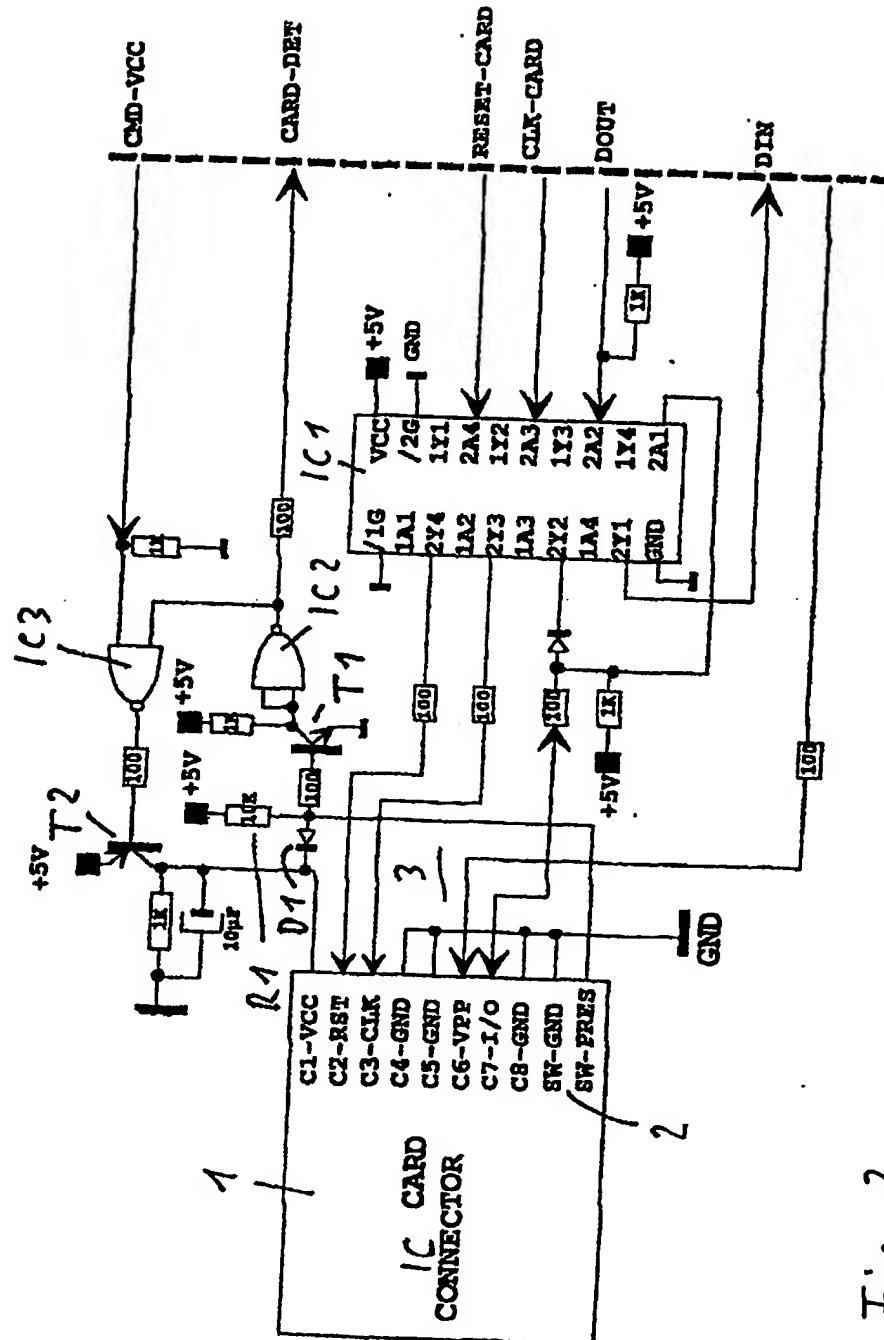 CMD-VCC
CARD-DET
RESET-CARD
CLK-CARD
DOUT
DIN
IC3
1K
100
IC2
+5V
1K
T1
100
+5V
10K
100
T2
+5V
1K
10µF
D1
R1
IC1
+5V
GND
VCC
/2G
1Y1
2A4
1Y2
2A3
1Y3
2A2
1Y4
2A1
/1G
1A1
2Y4
1A2
2Y3
1A3
2Y2
1A4
2Y1
GND
1K
+5V
100
100
100
1K
+5V
100
3
GND
1
IC CARD
CONNECTOR
C1-VCC
C2-RST
C3-CLK
C4-GND
C5-GND
C6-VPP
C7-I/O
C8-GND
SW-GND
SW-PRES
2